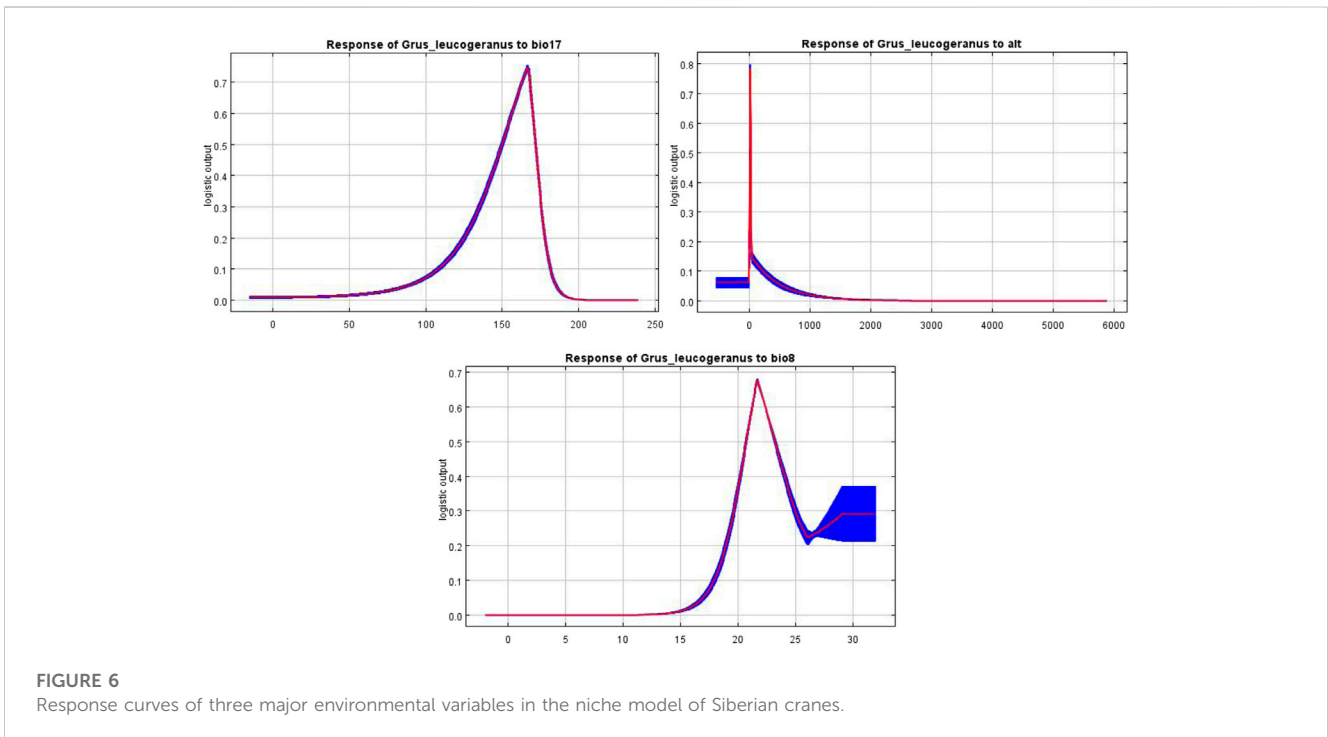 Response of Grus_leucogeranus to bio17
logistic output
0.7
0.6
0.5
0.4
0.3
0.2
0.1
0.0
0 50 100 150 200 250
Response of Grus_leucogeranus to alt
logistic output
0.8
0.7
0.6
0.5
0.4
0.3
0.2
0.1
0.0
0 1000 2000 3000 4000 5000 6000
Response of Grus_leucogeranus to bio8
logistic output
0.7
0.6
0.5
0.4
0.3
0.2
0.1
0.0
0 5 10 15 20 25 30
FIGURE 6
Response curves of three major environmental variables in the niche model of Siberian cranes.